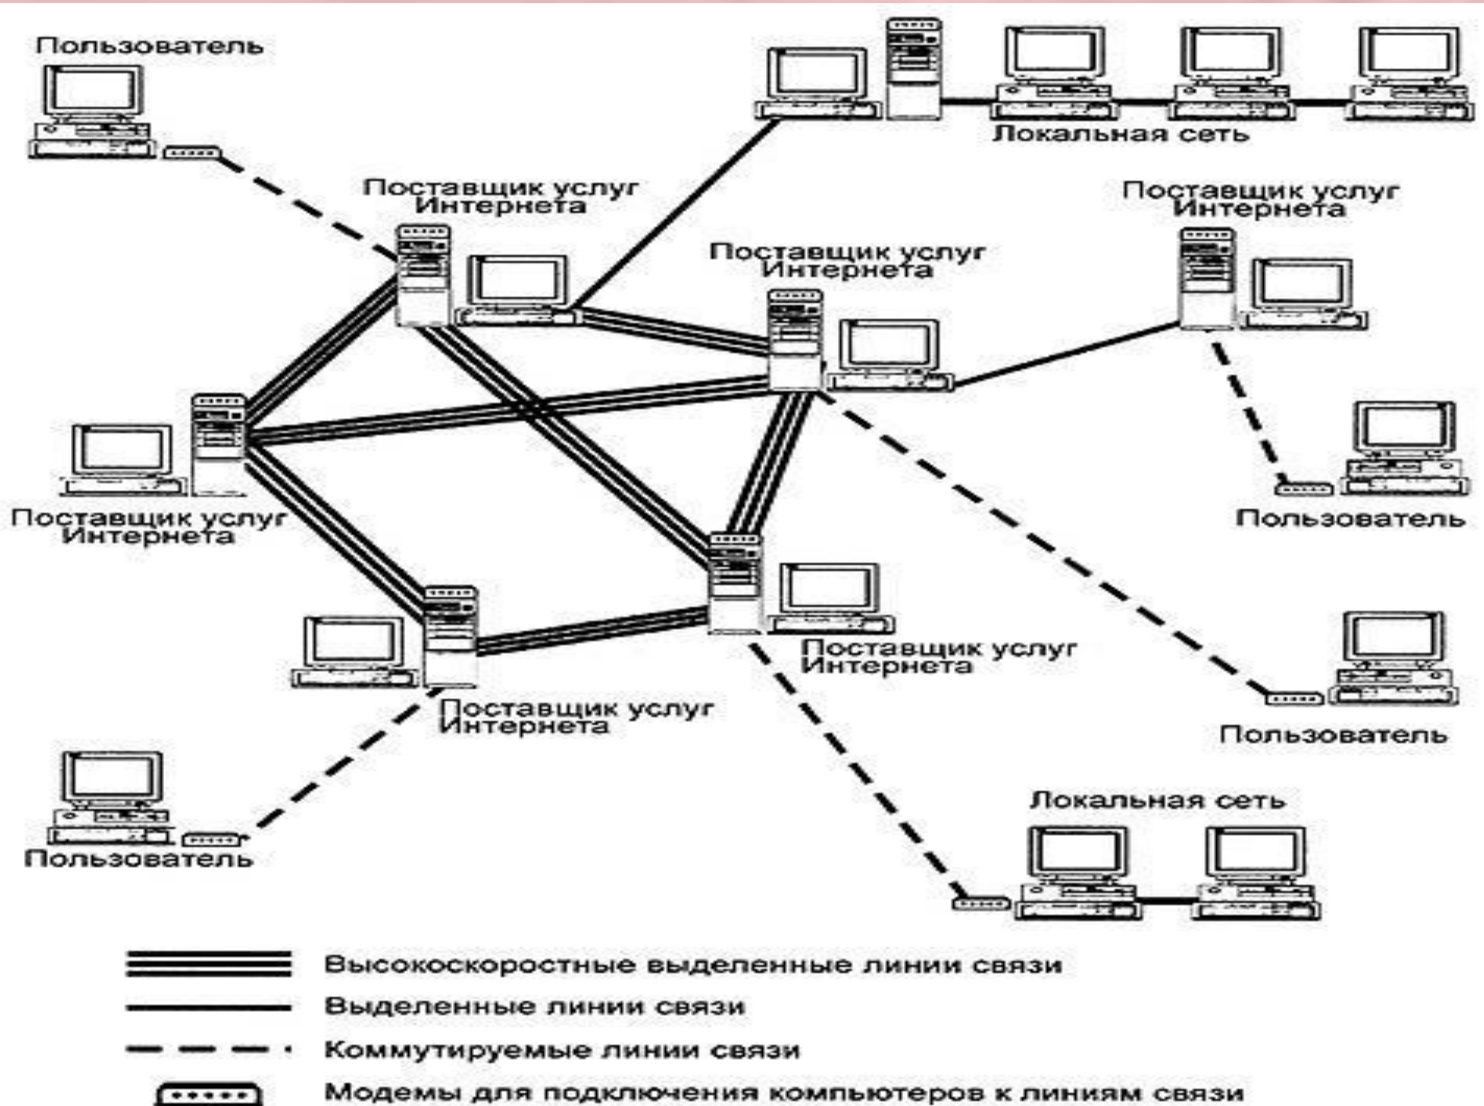 Пользователь
Локальная сеть
Поставщик услуг
Интернета
Поставщик услуг
Интернета
Поставщик услуг
Интернета
Поставщик услуг
Интернета
Пользователь
Поставщик услуг
Интернета
Поставщик услуг
Интернета
Пользователь
Локальная сеть
Пользователь
Высокоскоростные выделенные линии связи
Выделенные линии связи
Коммутируемые линии связи
Модемы для подключения компьютеров к линиям связи